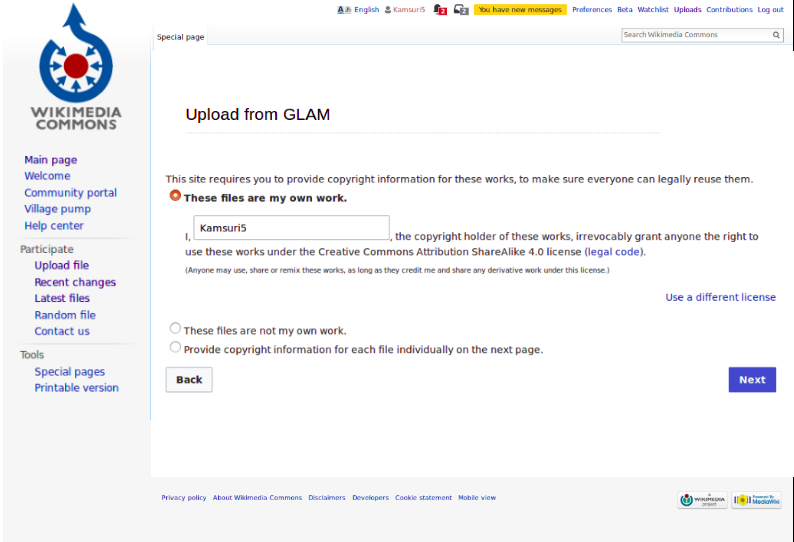 English Kamsuri5 2 2 You have new messages Preferences Beta Watchlist Uploads Contributions Log out
Special page
Search Wikimedia Commons
WIKIMEDIA
COMMONS
Upload from GLAM
Main page
Welcome
Community portal
Village pump
Help center
Participate
Upload file
Recent changes
Latest files
Random file
Contact us
Tools
Special pages
Printable version
This site requires you to provide copyright information for these works, to make sure everyone can legally reuse them.
These files are my own work.
I, Kamsuri5 , the copyright holder of these works, irrevocably grant anyone the right to
use these works under the Creative Commons Attribution ShareAlike 4.0 license (legal code).
(Anyone may use, share or remix these works, as long as they credit me and share any derivative work under this license.)
Use a different license
These files are not my own work.
Provide copyright information for each file individually on the next page.
Back
Next
Privacy policy About Wikimedia Commons Disclaimers Developers Cookie statement Mobile view
A
WIKIMEDIA
project
Powered By
MediaWiki